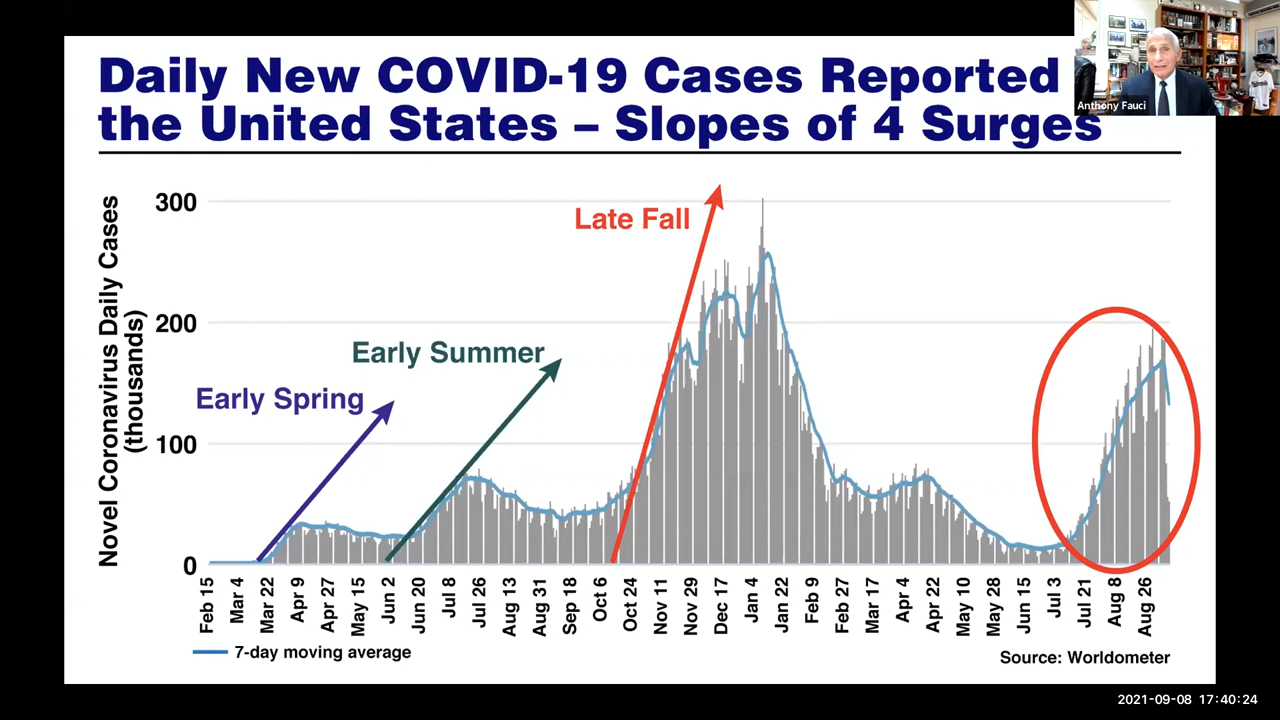 Daily New COVID-19 Cases Reported
the United States – Slopes of 4 Surges
Anthony Fauci
Novel Coronavirus Daily Cases
(thousands)
300
200
100
0
Late Fall
Early Summer
Early Spring
Feb 15
Mar 4
Mar 22
Apr 9
Apr 27
May 15
Jun 2
Jun 20
Jul 8
Jul 26
Aug 13
Aug 31
Sep 18
Oct 6
Oct 24
Nov 11
Nov 29
Dec 17
Jan 4
Jan 22
Feb 9
Feb 27
Mar 17
Apr 4
Apr 22
May 10
May 28
Jun 15
Jul 3
Jul 21
Aug 8
Aug 26
7-day moving average
Source: Worldometer
2021-09-08 17:40:24